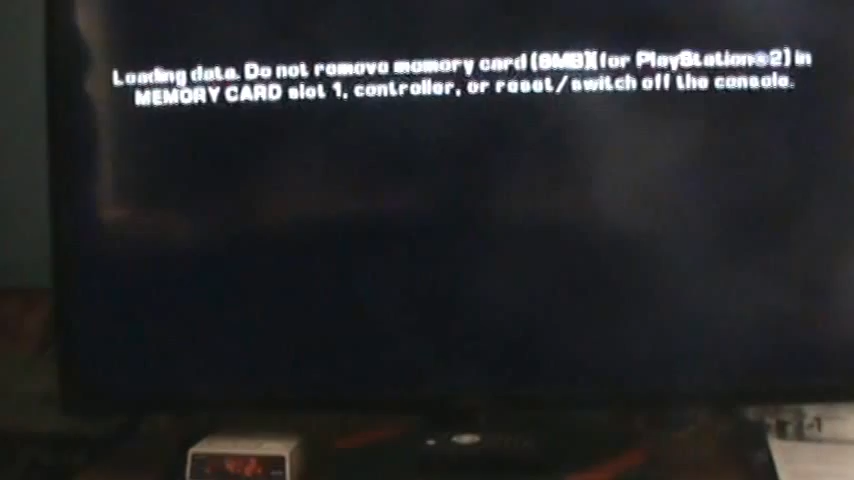 Loading data. Do not remove memory card (8MB)(for PlayStation®2) in
MEMORY CARD slot 1, controller, or reset/switch off the console.